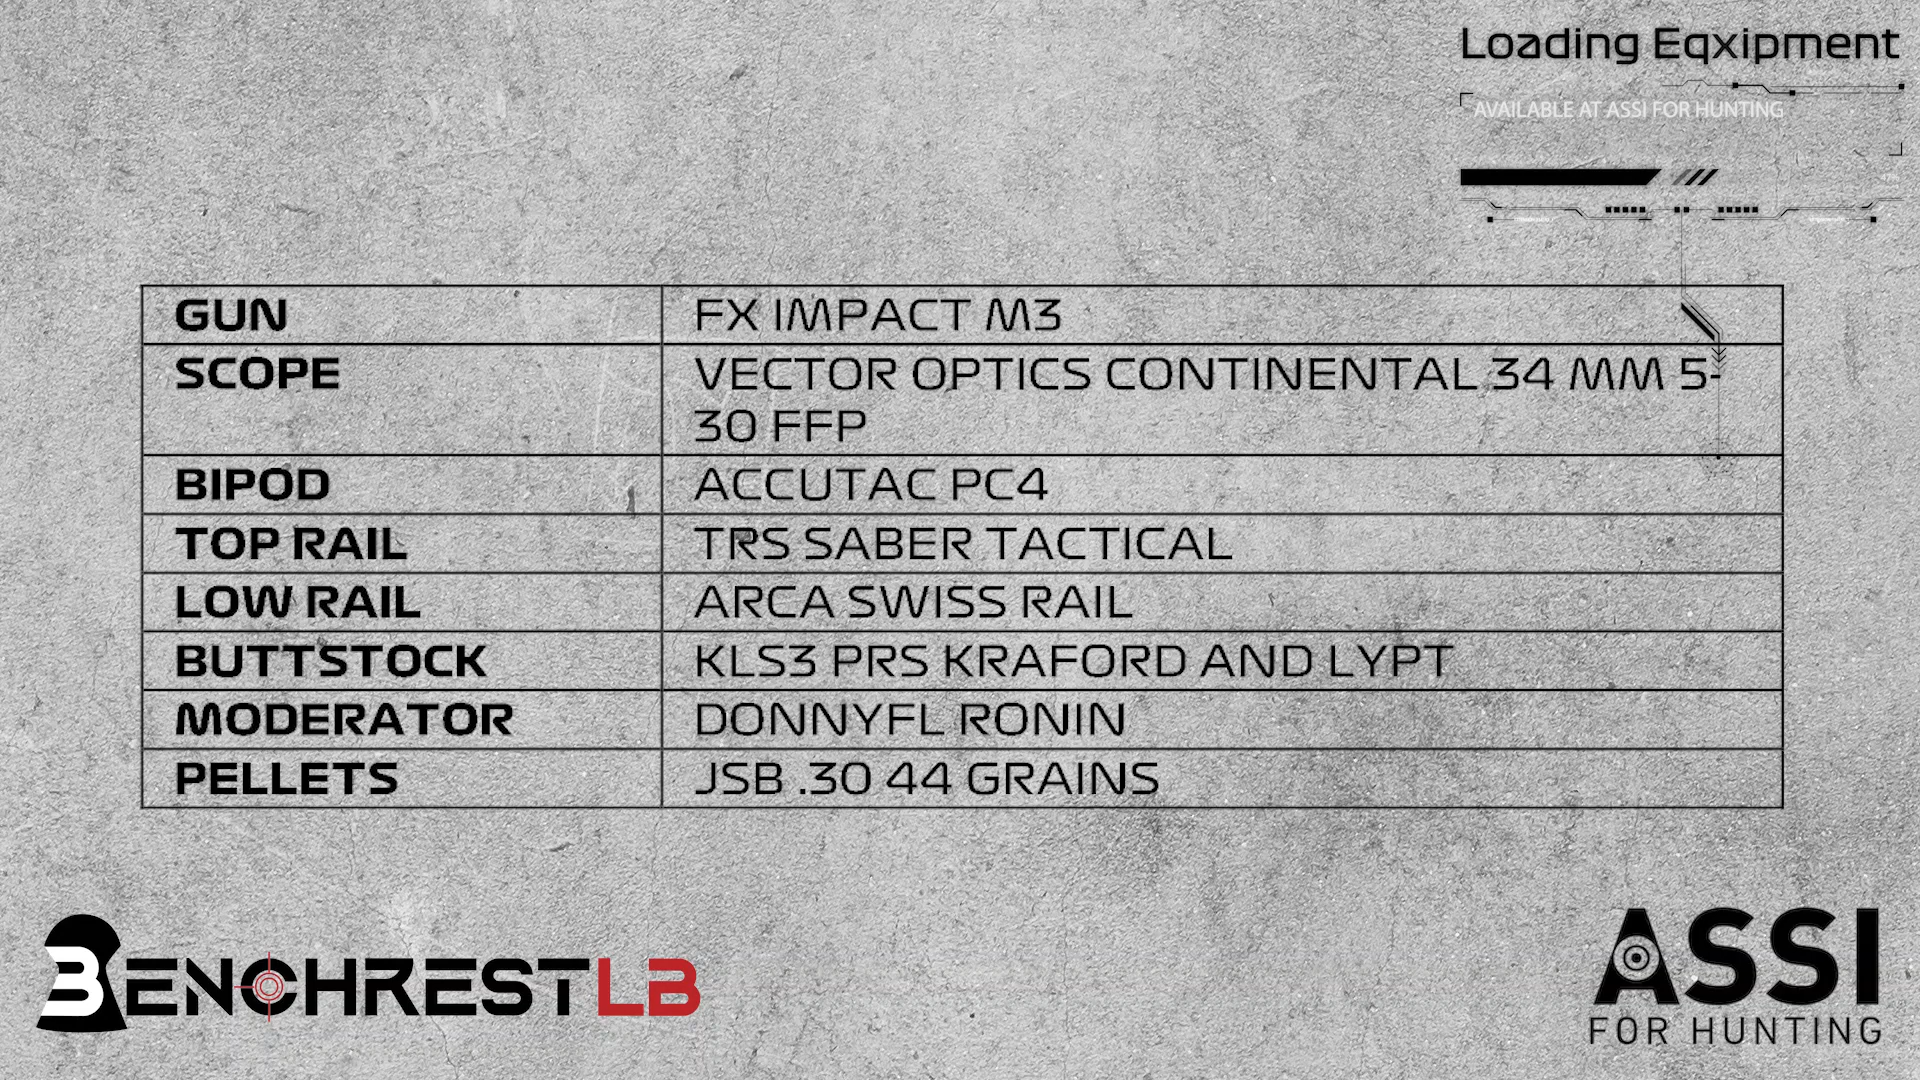 Loading Eqxipment
AVAILABLE AT ASSI FOR HUNTING
GUN FX IMPACT M3
SCOPE VECTOR OPTICS CONTINENTAL 34 MM 5-
30 FFP
BIPOD ACCUTAC PC4
TOP RAIL TRS SABER TACTICAL
LOW RAIL ARCA SWISS RAIL
BUTTSTOCK KLS3 PRS KRAFORD AND LYPT
MODERATOR DONNYFL RONIN
PELLETS JSB .30 44 GRAINS
BENCHRESTLB
ASSI
FOR HUNTING